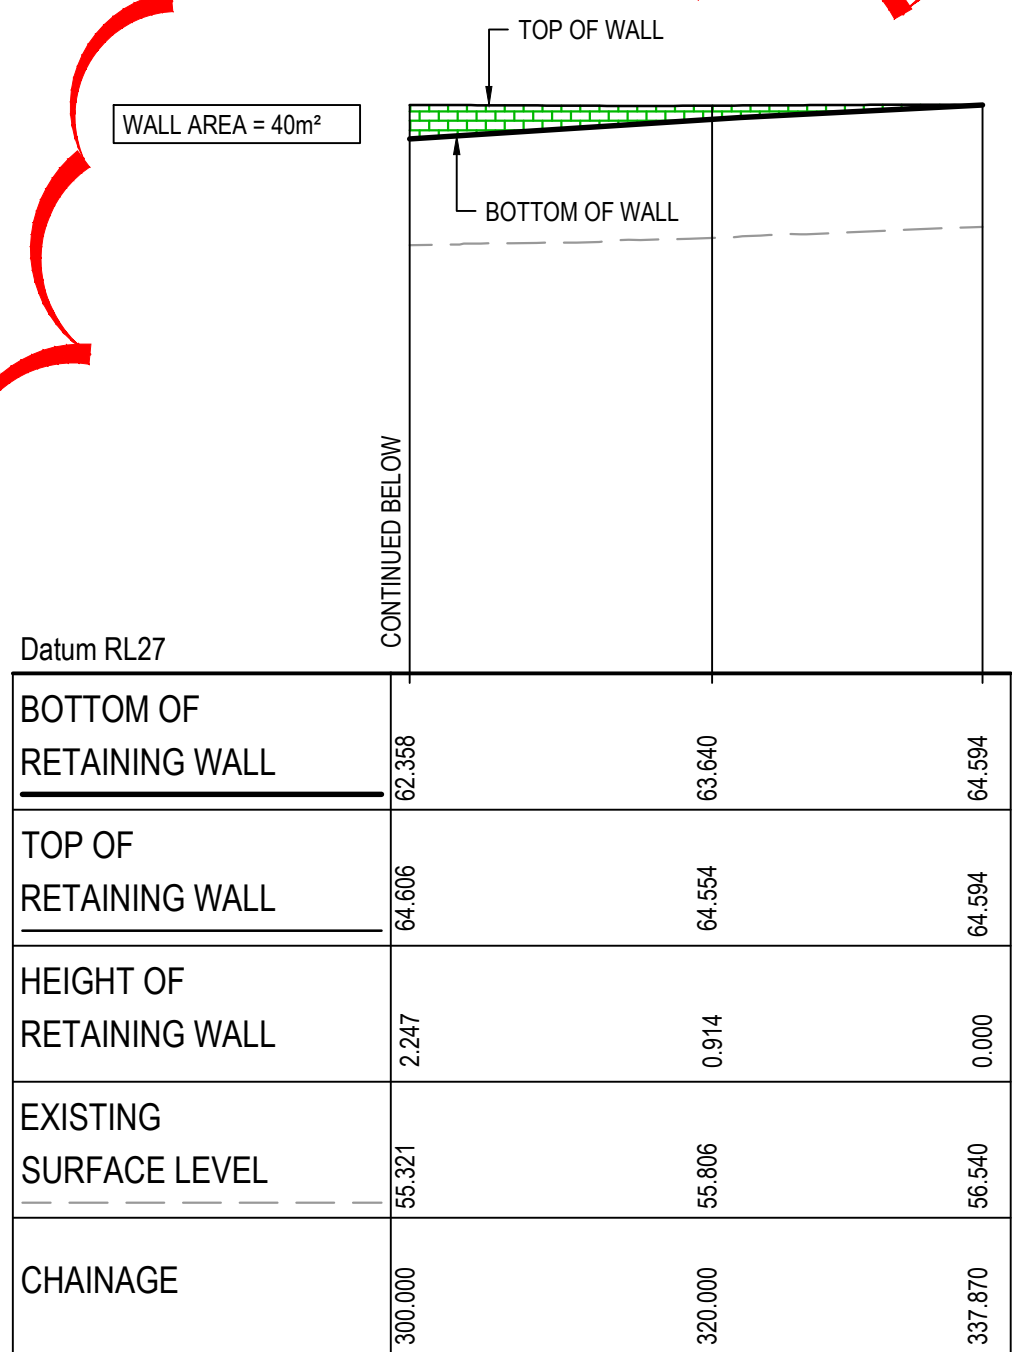 TOP OF WALL
WALL AREA = 40m²
BOTTOM OF WALL
CONTINUED BELOW
Datum RL27
BOTTOM OF
RETAINING WALL
62.358
63.640
64.594
TOP OF
RETAINING WALL
64.606
64.554
64.594
HEIGHT OF
RETAINING WALL
2.247
0.914
0.000
EXISTING
SURFACE LEVEL
55.321
55.806
56.540
CHAINAGE
300.000
320.000
337.870